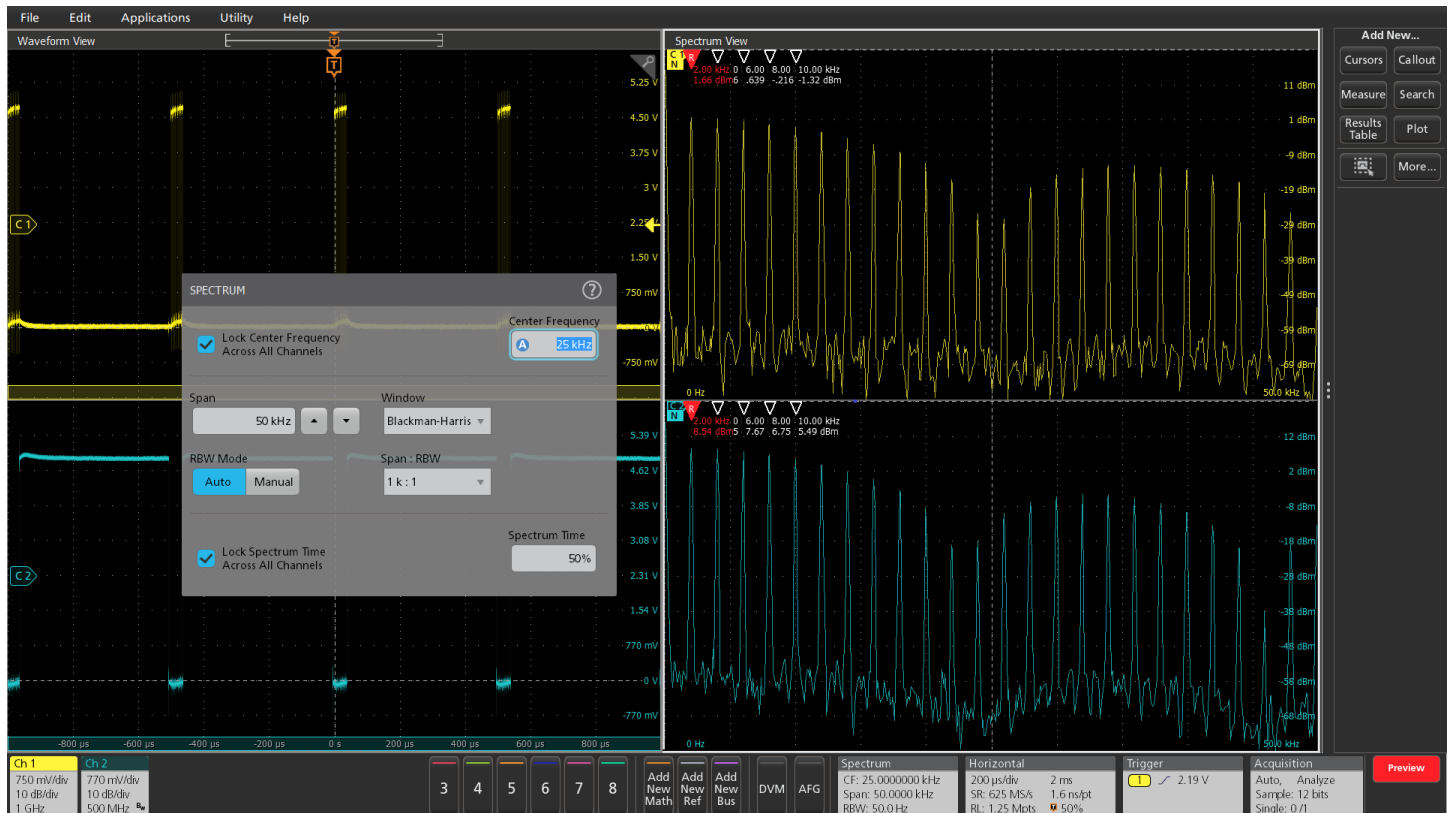 File Edit Applications Utility Help
Waveform View
T
T
5.25 V
4.50 V
3.75 V
3 V
2.25 V
1.50 V
750 mV
0 V
-750 mV
C 1
5.39 V
4.62 V
3.85 V
3.08 V
2.31 V
1.54 V
770 mV
0 V
-770 mV
C 2
-800 µs -600 µs -400 µs -200 µs 0 s 200 µs 400 µs 600 µs 800 µs
SPECTRUM ?
Lock Center Frequency
Across All Channels
Center Frequency
A 25 kHz
Span Window
50 kHz Blackman-Harris
RBW Mode Span : RBW
Auto Manual 1 k : 1
Lock Spectrum Time
Across All Channels
Spectrum Time
50%
Spectrum View
C 1
N
R
2.00 kHz 0 6.00 8.00 10.00 kHz
1.66 dBm 6 .639 -.216 -1.32 dBm
11 dBm
1 dBm
-9 dBm
-19 dBm
-29 dBm
-39 dBm
-49 dBm
-59 dBm
-69 dBm
0 Hz 50.0 kHz
C 2
N
R
2.00 kHz 0 6.00 8.00 10.00 kHz
8.54 dBm 5 7.67 6.75 5.49 dBm
12 dBm
2 dBm
-8 dBm
-18 dBm
-28 dBm
-38 dBm
-48 dBm
-58 dBm
-68 dBm
0 Hz 50.0 kHz
Add New...
Cursors Callout
Measure Search
Results
Table
Plot
More...
Ch 1
750 mV/div
10 dB/div
1 GHz
Ch 2
770 mV/div
10 dB/div
500 MHz Bw
3 4 5 6 7 8
Add
New
Math
Add
New
Ref
Add
New
Bus
DVM AFG
Spectrum
CF: 25.0000000 kHz
Span: 50.0000 kHz
RBW: 50.0 Hz
Horizontal
200 µs/div 2 ms
SR: 625 MS/s 1.6 ns/pt
RL: 1.25 Mpts 50%
Trigger
1 2.19 V
Acquisition
Auto, Analyze
Sample: 12 bits
Single: 0 /1
Preview